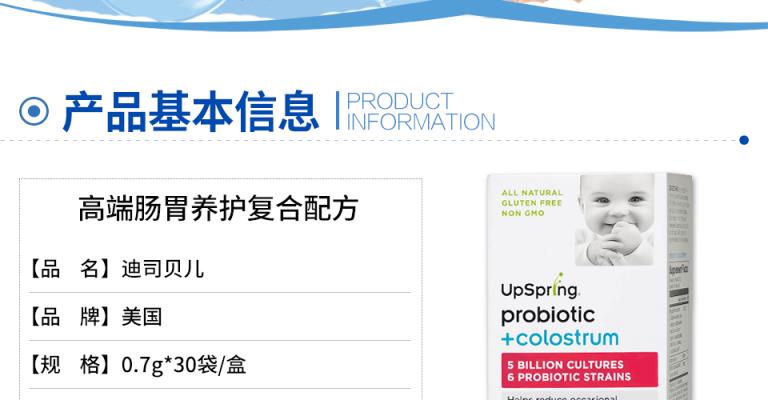 产品基本信息
PRODUCT
INFORMATION
高端肠胃养护复合配方
【品 名】迪司贝儿
【品 牌】美国
【规 格】0.7g*30袋/盒
ALL NATURAL
GLUTEN FREE
NON GMO
UpSpring
probiotic
+colostrum
5 BILLION CULTURES
6 PROBIOTIC STRAINS
Helps reduce occasional